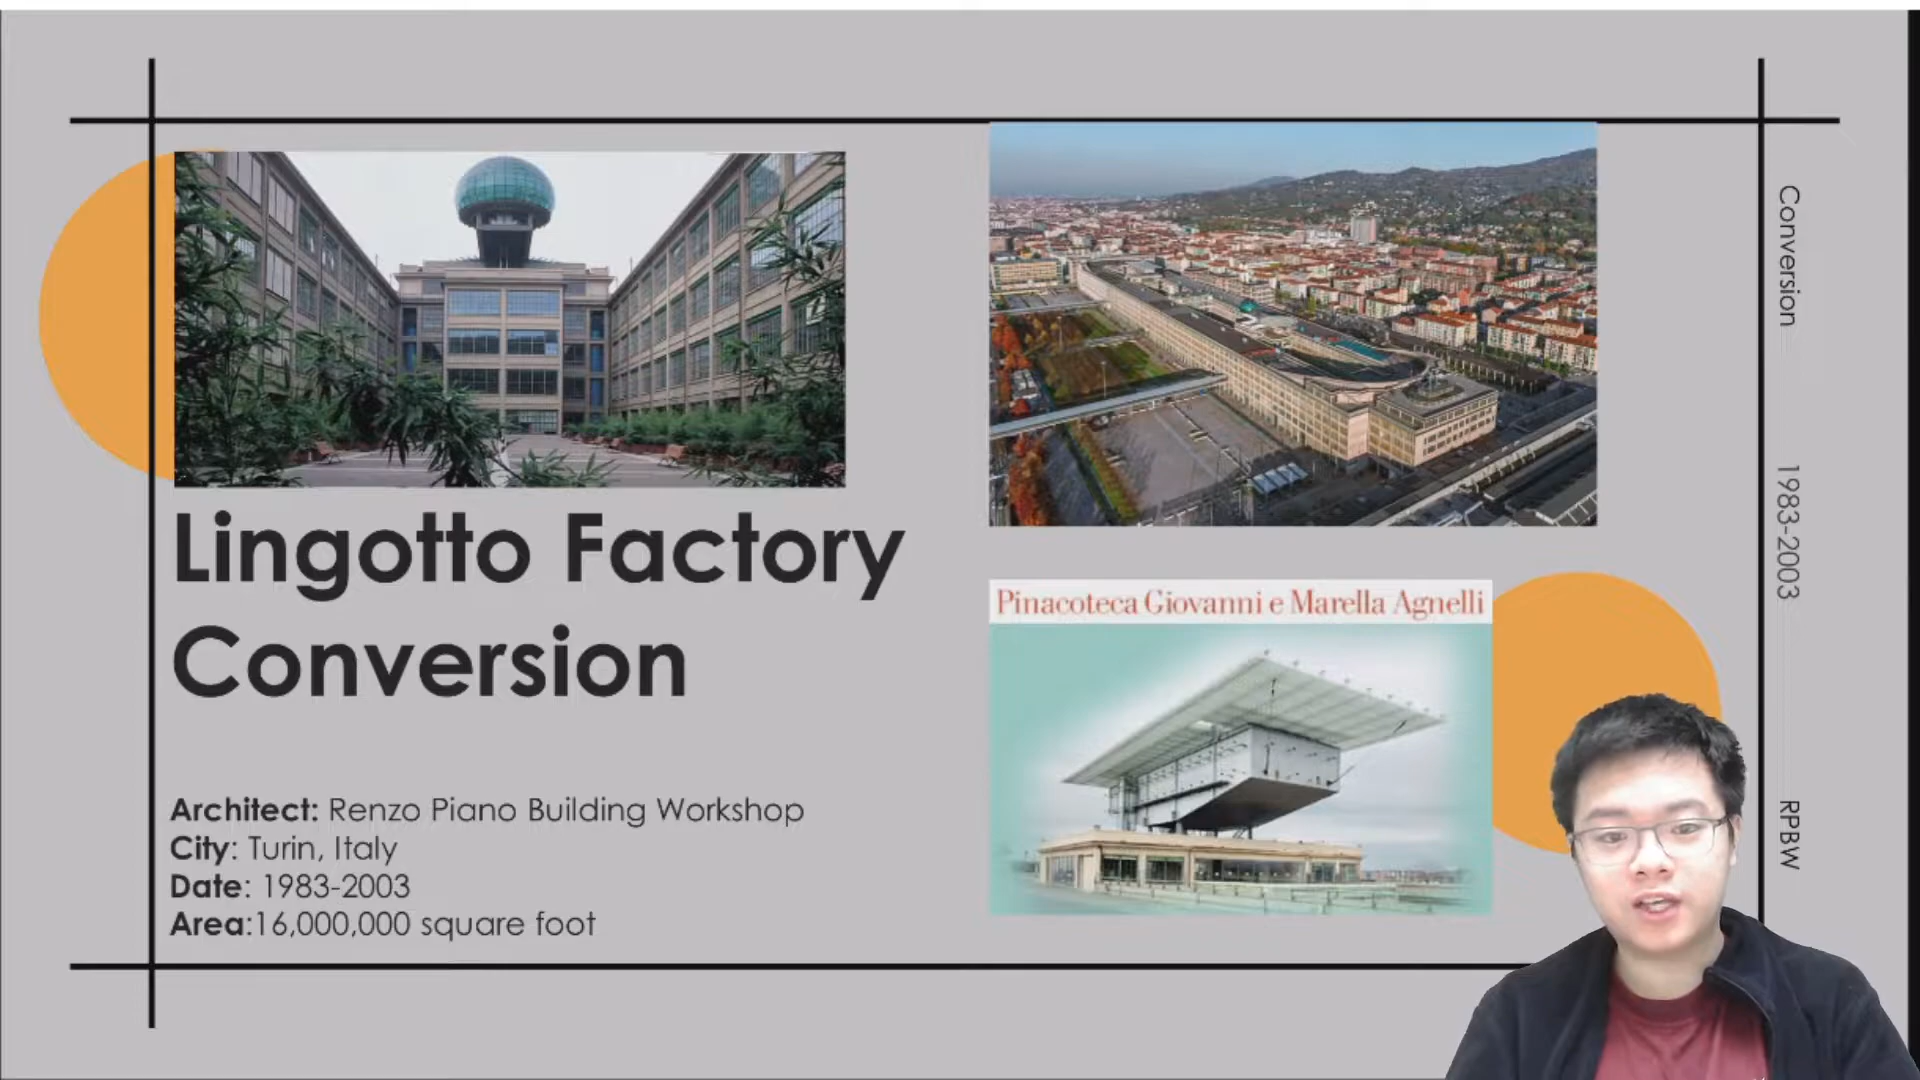 Lingotto Factory
Conversion
Architect: Renzo Piano Building Workshop
City: Turin, Italy
Date: 1983-2003
Area:16,000,000 square foot
Pinacoteca Giovanni e Marella Agnelli
Conversion
1983-2003
RPBW